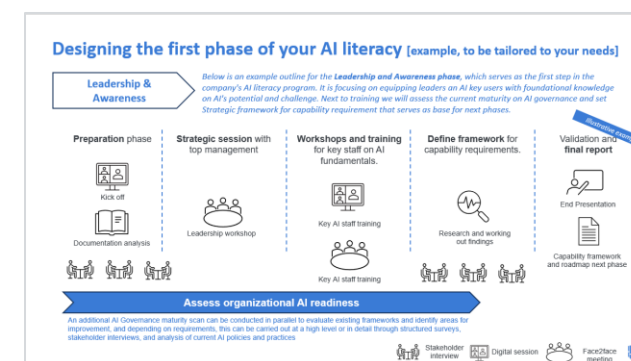 Designing the first phase of your AI literacy [example, to be tailored to your needs]
Leadership &
Awareness
Below is an example outline for the Leadership and Awareness phase, which serves as the first step in the
company's AI literacy program. It is focusing on equipping leaders an AI key users with foundational knowledge
on AI's potential and challenge. Next to training we will assess the current maturity on AI governance and set
Strategic framework for capability requirement that serves as base for next phases.
Illustrative
Preparation phase
Kick off
Documentation analysis
Strategic session with
top management
Leadership workshop
Workshops and training
for key staff on AI
fundamentals.
Key AI staff training
Key AI staff training
Define framework for
capability requirements.
Research and working
out findings
Validation and
final report
End Presentation
Capability framework
and roadmap next phase
Assess organizational AI readiness
An additional AI Governance maturity scan can be conducted in parallel to evaluate existing frameworks and identify areas for
improvement, and depending on requirements, this can be carried out at a high level or in detail through structured surveys,
stakeholder interviews, and analysis of current AI policies and practices
Stakeholder
interview
Digital session
Face2face
meeting